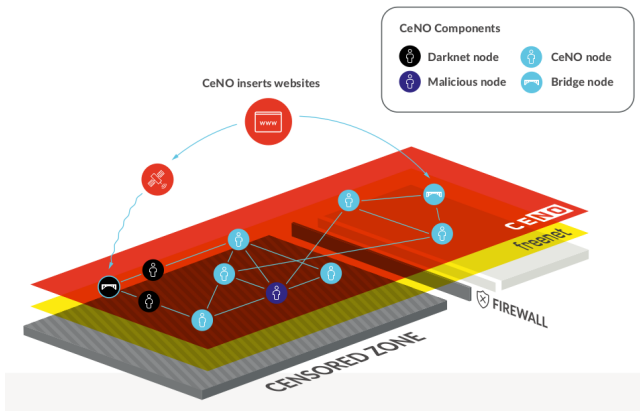 CeNO Components
Darknet node
CeNO node
Malicious node
Bridge node
CeNO inserts websites
www
CENO
freenet
FIREWALL
CENSORED ZONE